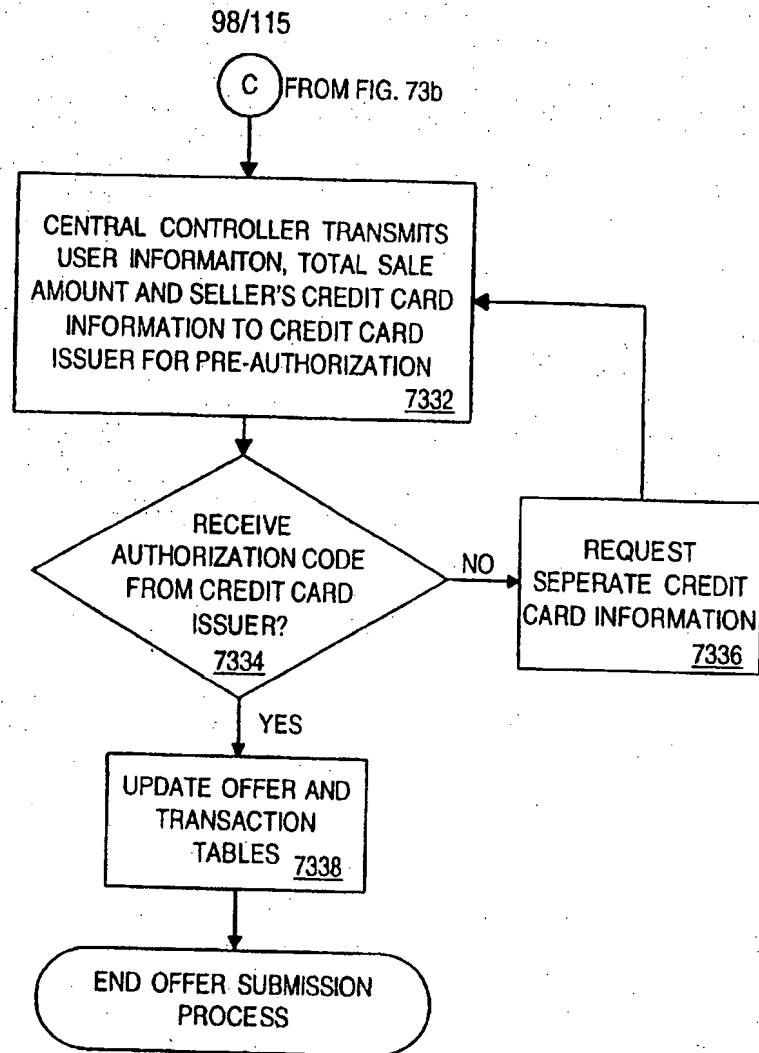 98/115
C FROM FIG. 73b
CENTRAL CONTROLLER TRANSMITS
USER INFORMAITON, TOTAL SALE
AMOUNT AND SELLER'S CREDIT CARD
INFORMATION TO CREDIT CARD
ISSUER FOR PRE-AUTHORIZATION
7332
RECEIVE
AUTHORIZATION CODE
FROM CREDIT CARD
ISSUER?
7334
NO
REQUEST
SEPERATE CREDIT
CARD INFORMATION
7336
YES
UPDATE OFFER AND
TRANSACTION
TABLES 7338
END OFFER SUBMISSION
PROCESS